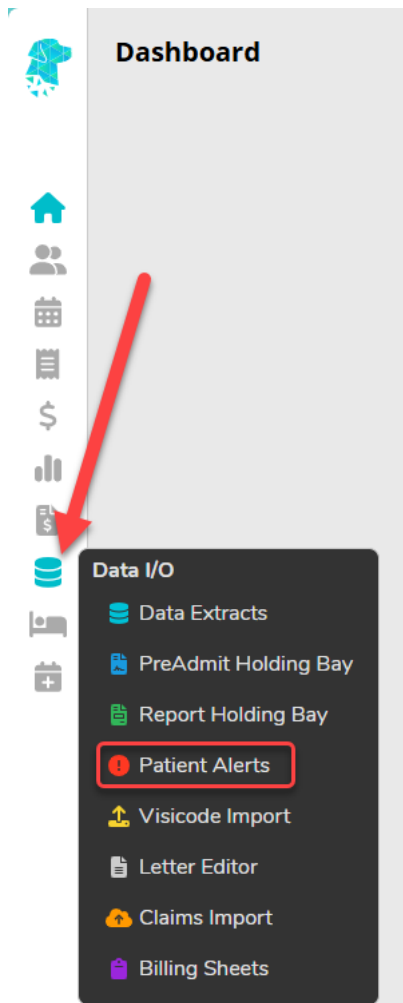 Dashboard
$
$
Data I/O
Data Extracts
PreAdmit Holding Bay
Report Holding Bay
Patient Alerts
Visicode Import
Letter Editor
Claims Import
Billing Sheets